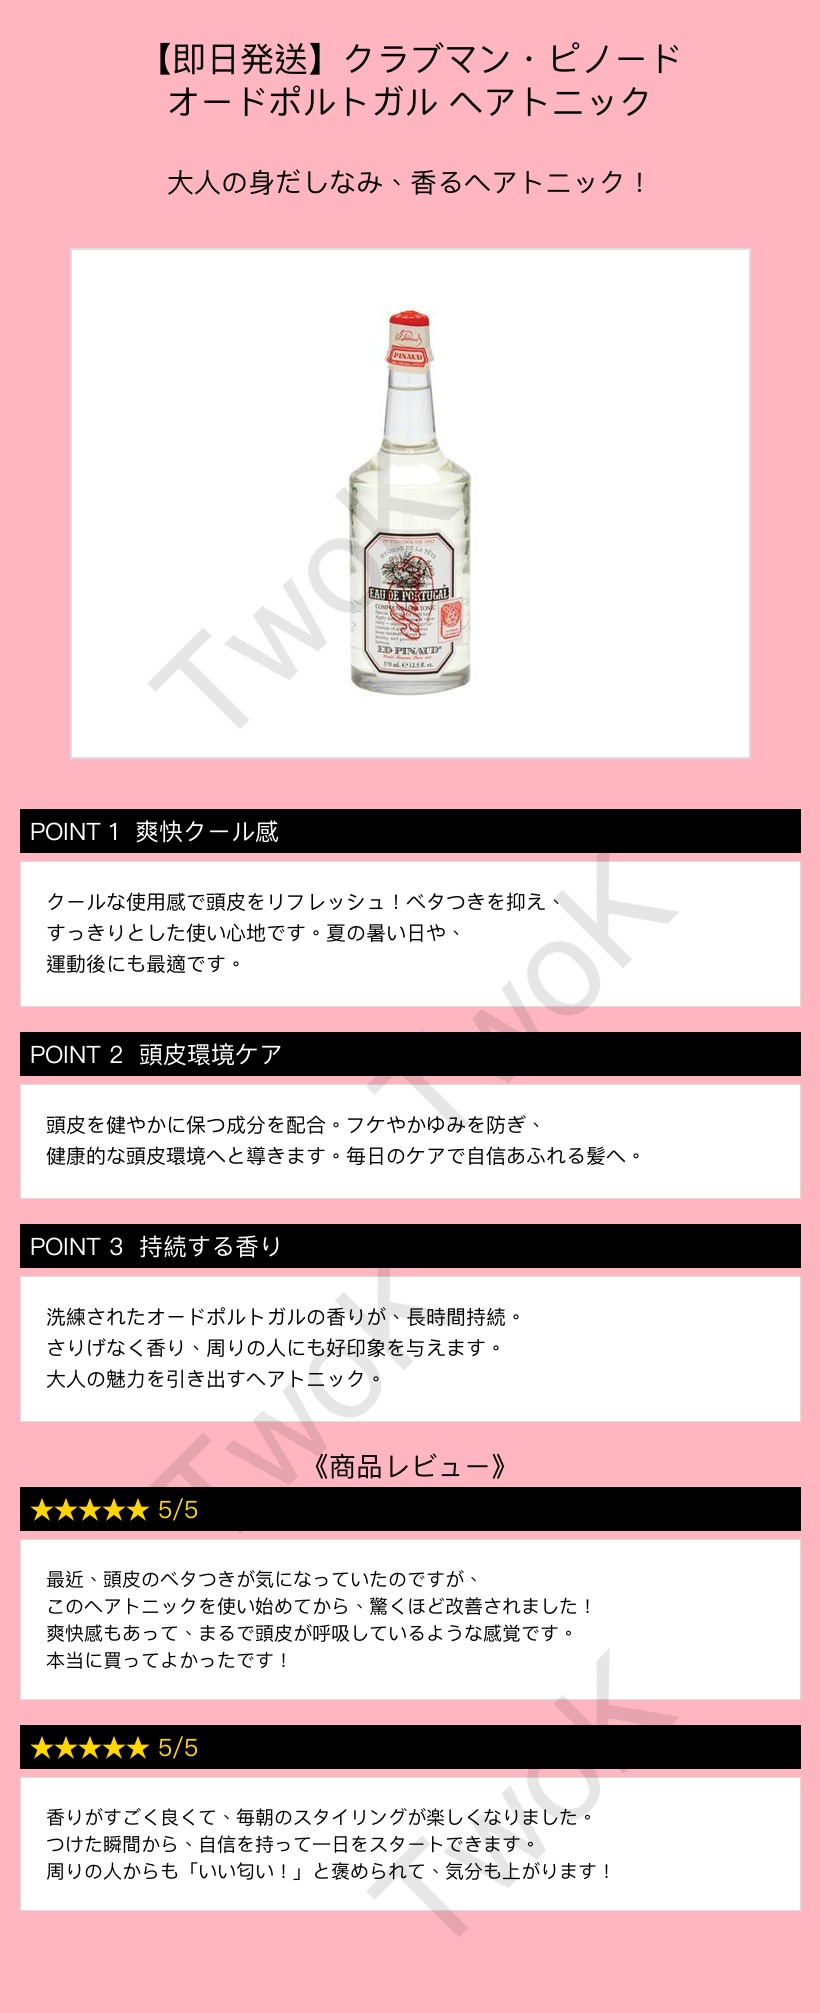 【即日発送】クラブマン・ピノード
オードポルトガル ヘアトニック
大人の身だしなみ、香るヘアトニック！
PINAUD
HYGIENE DE LA TÊTE
EAU DE PORTUGAL
ED PINAUD
370 mL ℮ 12.5 fl. oz.
TwoK
POINT 1 爽快クール感
クールな使用感で頭皮をリフレッシュ！ベタつきを抑え、
すっきりとした使い心地です。夏の暑い日や、
運動後にも最適です。
TwoK
POINT 2 頭皮環境ケア
頭皮を健やかに保つ成分を配合。フケやかゆみを防ぎ、
健康的な頭皮環境へと導きます。毎日のケアで自信あふれる髪へ。
POINT 3 持続する香り
洗練されたオードポルトガルの香りが、長時間持続。
さりげなく香り、周りの人にも好印象を与えます。
大人の魅力を引き出すヘアトニック。
TwoK
《商品レビュー》
★★★★★ 5/5
最近、頭皮のベタつきが気になっていたのですが、
このヘアトニックを使い始めてから、驚くほど改善されました！
爽快感もあって、まるで頭皮が呼吸しているような感覚です。
本当に買ってよかったです！
★★★★★ 5/5
香りがすごく良くて、毎朝のスタイリングが楽しくなりました。
つけた瞬間から、自信を持って一日をスタートできます。
周りの人からも「いい匂い！」と褒められて、気分も上がります！
TwoK